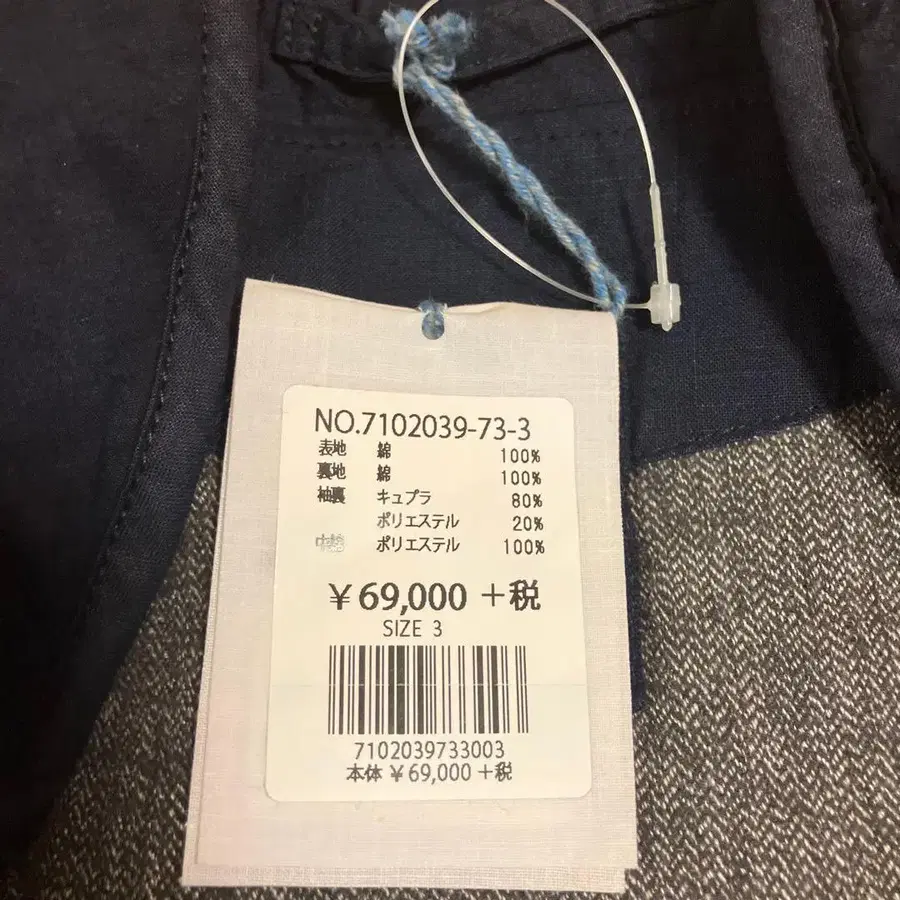 NO.7102039-73-3
表地 綿 100%
裏地 綿 100%
袖裏 キュプラ 80%
ポリエステル 20%
中綿 ポリエステル 100%
¥69,000 +税
SIZE 3
7102039733003
本体 ¥69,000 +税